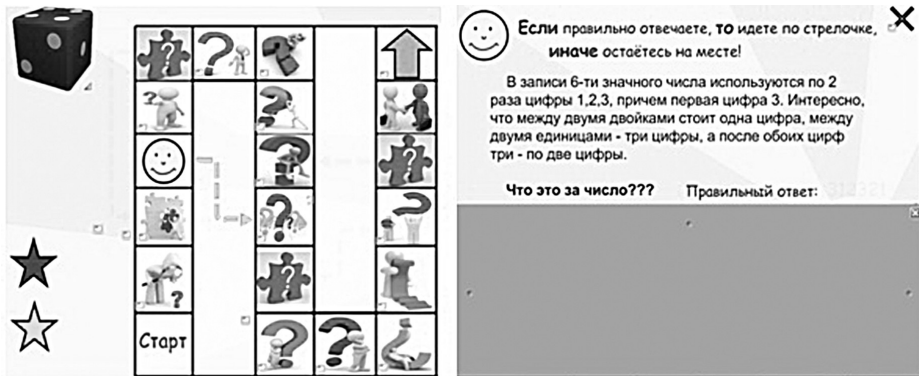 Старт
Если правильно отвечаете, то идете по стрелочке,
иначе остаётесь на месте!
В записи 6-ти значного числа используются по 2
раза цифры 1,2,3, причем первая цифра 3. Интересно,
что между двумя двойками стоит одна цифра, между
двумя единицами - три цифры, а после обоих цирф
три - по две цифры.
Что это за число??? Правильный ответ: